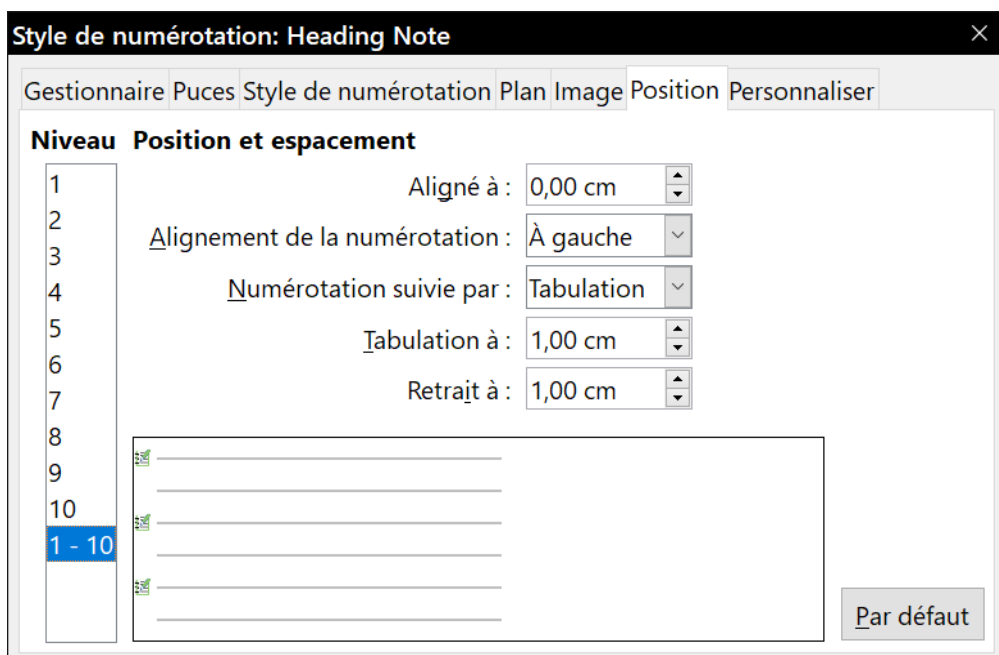 Style de numérotation: Heading Note
Gestionnaire Puces Style de numérotation Plan Image Position Personnaliser
Niveau Position et espacement
1
2
3
4
5
6
7
8
9
10
1 - 10
Aligné à : 0,00 cm
Alignement de la numérotation : À gauche
Numérotation suivie par : Tabulation
Tabulation à : 1,00 cm
Retrait à : 1,00 cm
Par défaut